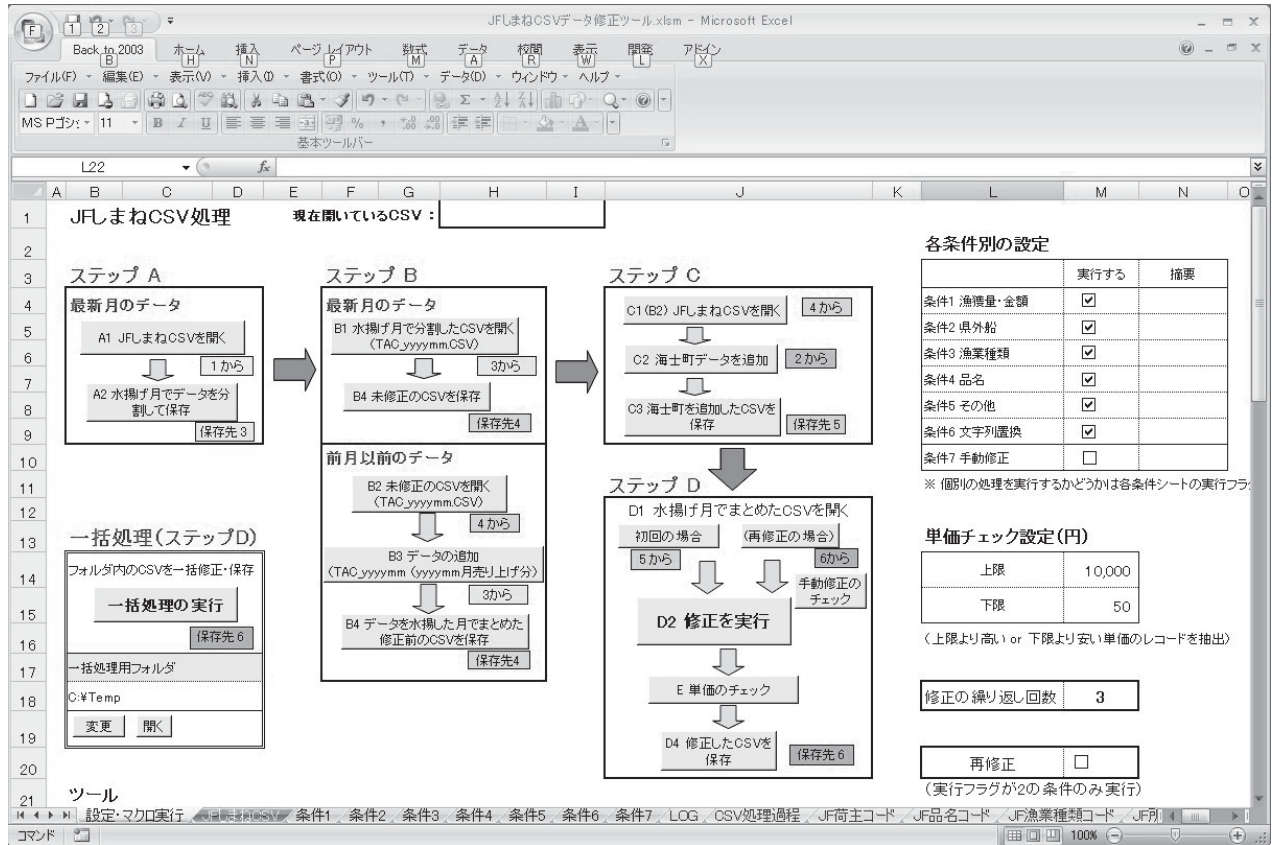 JFしまねCSVデータ修正ツール.xlsm - Microsoft Excel
F 1 2 3
Back to 2003 ホーム 挿入 ページ レイアウト 数式 データ 校閲 表示 開発 アドイン
B H N P M A R W L X
ファイル(F) 編集(E) 表示(V) 挿入(I) 書式(O) ツール(T) データ(D) ウィンドウ ヘルプ
MS Pゴシ 11 B I U
基本ツールバー
L22 fx
A B C D E F G H I J K L M N O
1 JFしまねCSV処理 現在開いているCSV:
2
3
4
5
6
7
8
9
10
11
12
13
14
15
16
17
18
19
20
21
ステップ A
最新月のデータ
A1 JFしまねCSVを開く
1から
A2 水揚げ月でデータを分
割して保存
保存先3
一括処理(ステップD)
フォルダ内のCSVを一括修正・保存
一括処理の実行
保存先6
一括処理用フォルダ
C:¥Temp
変更 開く
ツール
ステップ B
最新月のデータ
B1 水揚げ月で分割したCSVを開く
(TAC_yyyymm.CSV)
3から
B4 未修正のCSVを保存
保存先4
前月以前のデータ
B2 未修正のCSVを開く
(TAC_yyyymm.CSV)
4から
B3 データの追加
(TAC_yyyymm (yyyymm月売り上げ分)
3から
B4 データを水揚した月でまとめた
修正前のCSVを保存
保存先4
ステップ C
C1(B2) JFしまねCSVを開く 4から
C2 海士町データを追加 2から
C3 海士町を追加したCSVを
保存
保存先5
ステップ D
D1 水揚げ月でまとめたCSVを開く
初回の場合 (再修正の場合)
5から 6から
手動修正の
チェック
D2 修正を実行
E 単価のチェック
D4 修正したCSVを
保存
保存先6
各条件別の設定
実行する 摘要
条件1 漁獲量・金額
条件2 県外船
条件3 漁業種類
条件4 品名
条件5 その他
条件6 文字列置換
条件7 手動修正
※ 個別の処理を実行するかどうかは各条件シートの実行フラ
単価チェック設定(円)
上限 10,000
下限 50
(上限より高い or 下限より安い単価のレコードを抽出)
修正の繰り返し回数 3
再修正
(実行フラグが2の条件のみ実行)
設定・マクロ実行 JFしまねCSV 条件1 条件2 条件3 条件4 条件5 条件6 条件7 LOG CSV処理過程 JF荷主コード JF品名コード JF漁業種類コード JF所
コマンド 100%